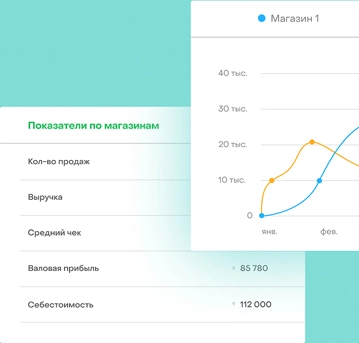 Магазин 1
40 тыс.
30 тыс.
20 тыс.
10 тыс.
0
янв.
фев.
Показатели по магазинам
Кол-во продаж
Выручка
Средний чек
Валовая прибыль 85 780
Себестоимость 112 000